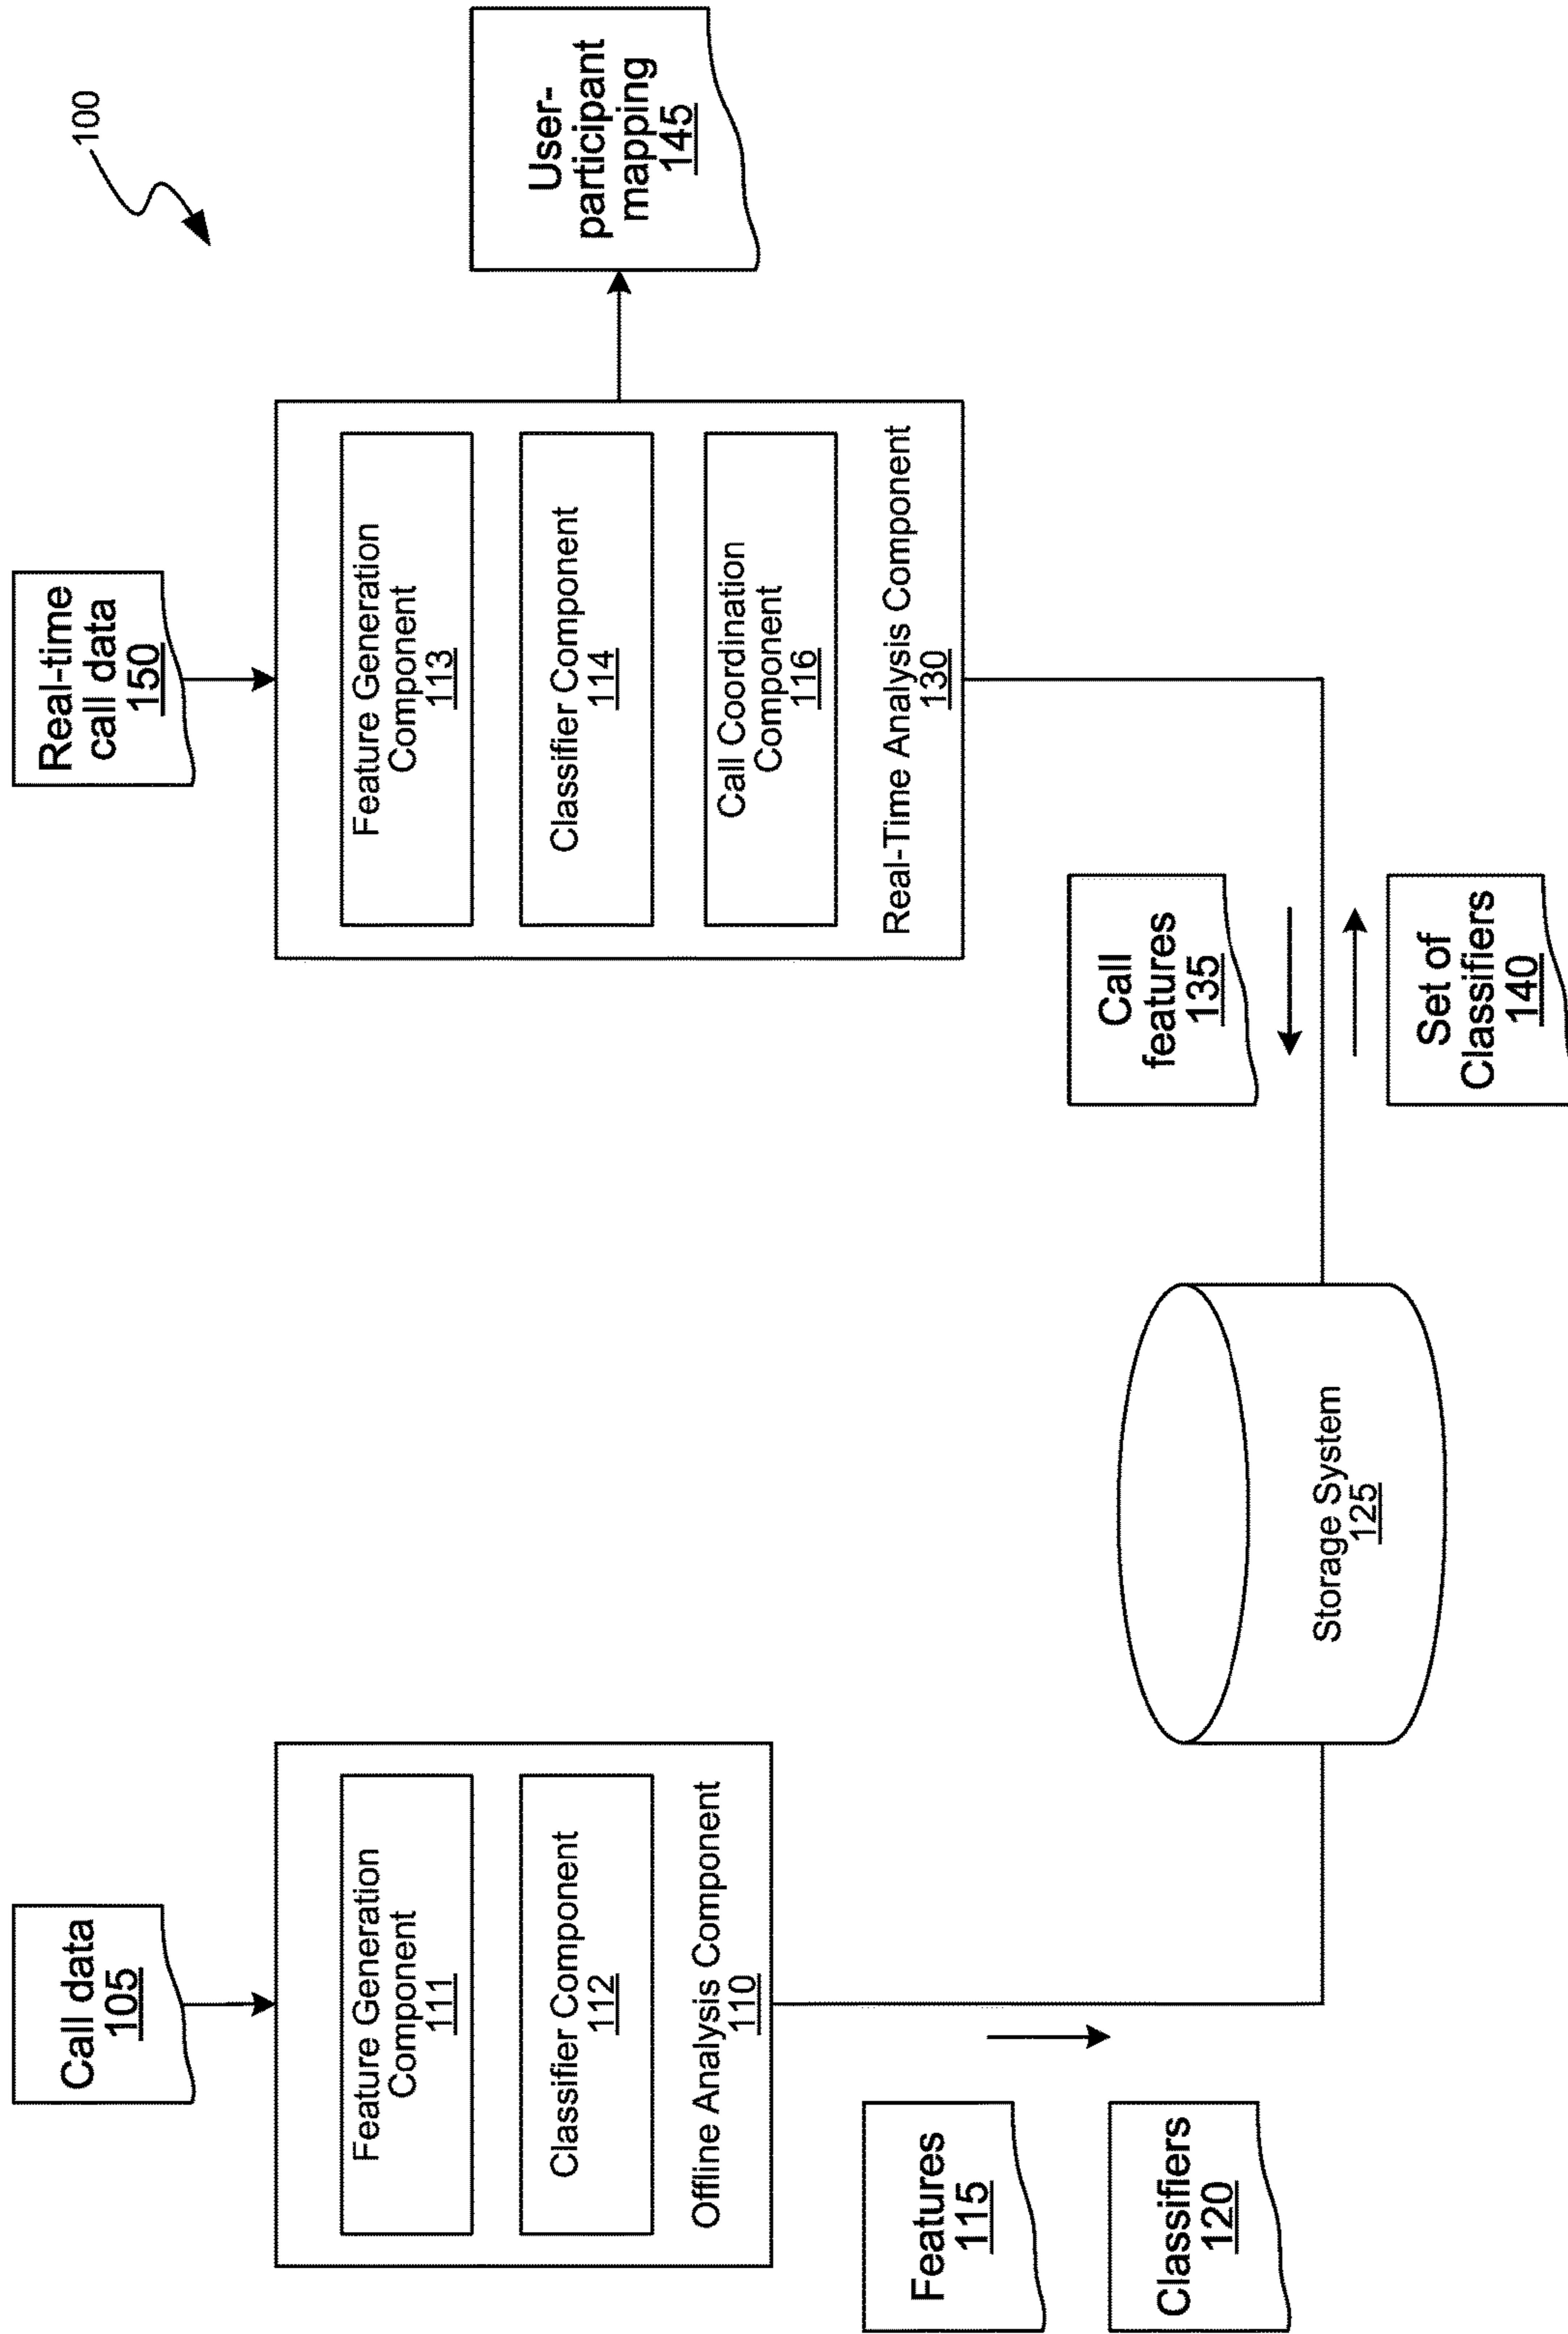 100
Call data
105
Real-time
call data
150
Feature Generation
Component
111
Classifier Component
112
Offline Analysis Component
110
Feature Generation
Component
113
Classifier Component
114
Call Coordination
Component
116
Real-Time Analysis Component
130
User-
participant
mapping
145
Features
115
Classifiers
120
Storage System
125
Call
features
135
Set of
Classifiers
140